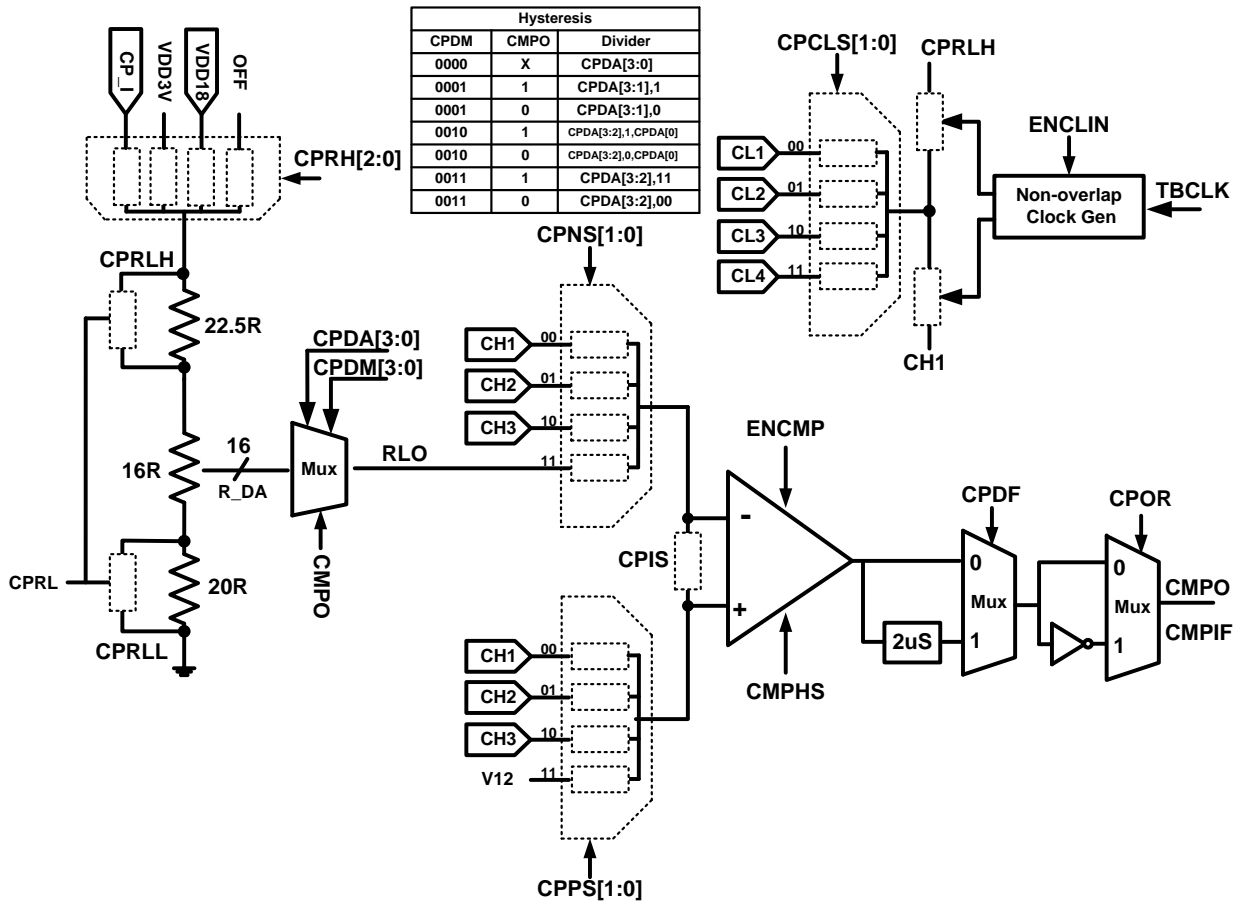 CP_I
VDD3V
VDD18
OFF
CPRH[2:0]
CPRLH
22.5R
16R
20R
CPRL
CPRLL
16
R_DA
CPDA[3:0]
CPDM[3:0]
Mux
CMPO
RLO
Hysteresis
CPDM CMPO Divider
0000 X CPDA[3:0]
0001 1 CPDA[3:1],1
0001 0 CPDA[3:1],0
0010 1 CPDA[3:2],1,CPDA[0]
0010 0 CPDA[3:2],0,CPDA[0]
0011 1 CPDA[3:2],11
0011 0 CPDA[3:2],00
CPNS[1:0]
CH1 00
CH2 01
CH3 10
11
CPIS
CH1 00
CH2 01
CH3 10
V12 11
CPPS[1:0]
CPCLS[1:0]
CL1 00
CL2 01
CL3 10
CL4 11
CPRLH
CH1
ENCLIN
Non-overlap
Clock Gen
TBCLK
ENCMP
-
+
CMPHS
2uS
CPDF
0
Mux
1
CPOR
0
Mux
1
CMPO
CMPIF